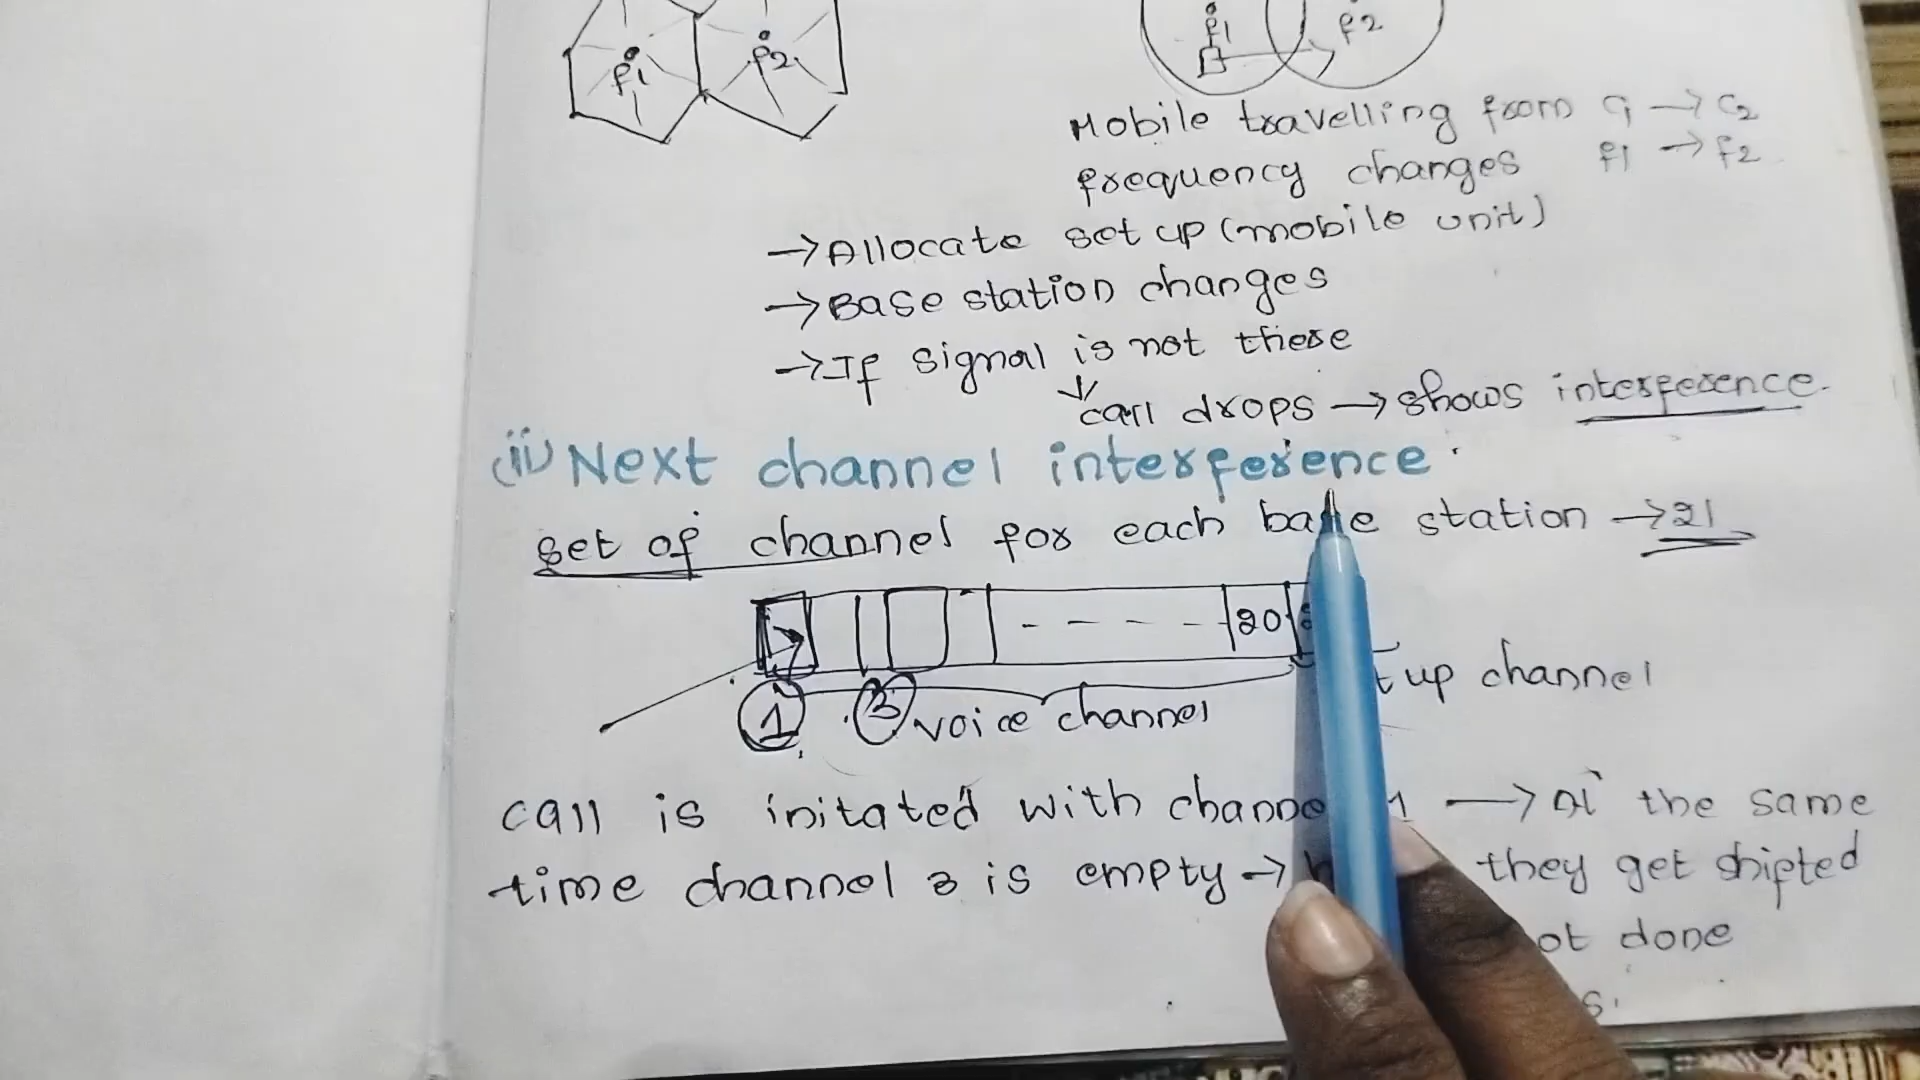 f1 f2
f1 f2
Mobile travelling from C1 → C2
frequency changes f1 → f2
→ Allocate set up (mobile unit)
→ Base station changes
→ If signal is not there
↓
call drops → shows interference.
(ii) Next channel interference
set of channel for each base station → 21
- - - - 20
1 3 voice channel up channel
call is initated with channel 1 → At the same
time channel 3 is empty → they get shifted
done